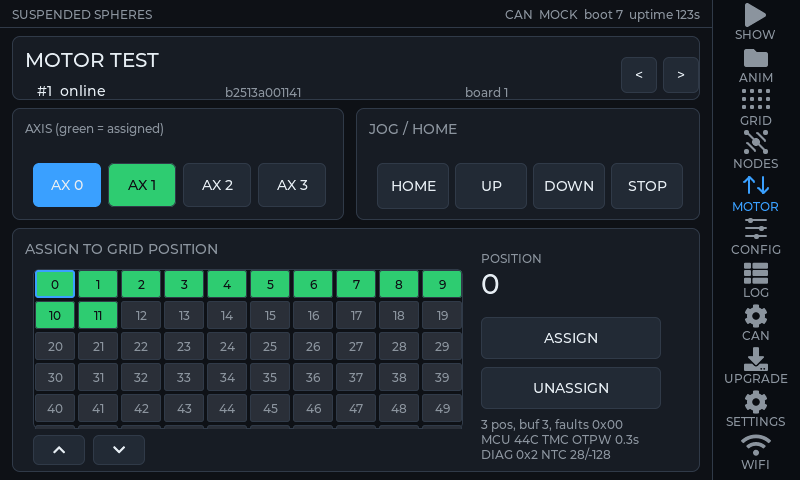 SUSPENDED SPHERES
CAN MOCK boot 7 uptime 123s
MOTOR TEST
#1 online
b2513a001141
board 1
<
>
AXIS (green = assigned)
AX 0
AX 1
AX 2
AX 3
JOG / HOME
HOME
UP
DOWN
STOP
ASSIGN TO GRID POSITION
0 1 2 3 4 5 6 7 8 9
10 11 12 13 14 15 16 17 18 19
20 21 22 23 24 25 26 27 28 29
30 31 32 33 34 35 36 37 38 39
40 41 42 43 44 45 46 47 48 49
POSITION
0
ASSIGN
UNASSIGN
3 pos, buf 3, faults 0x00
MCU 44C TMC OTPW 0.3s
DIAG 0x2 NTC 28/-128
SHOW
ANIM
GRID
NODES
MOTOR
CONFIG
LOG
CAN
UPGRADE
SETTINGS
WIFI